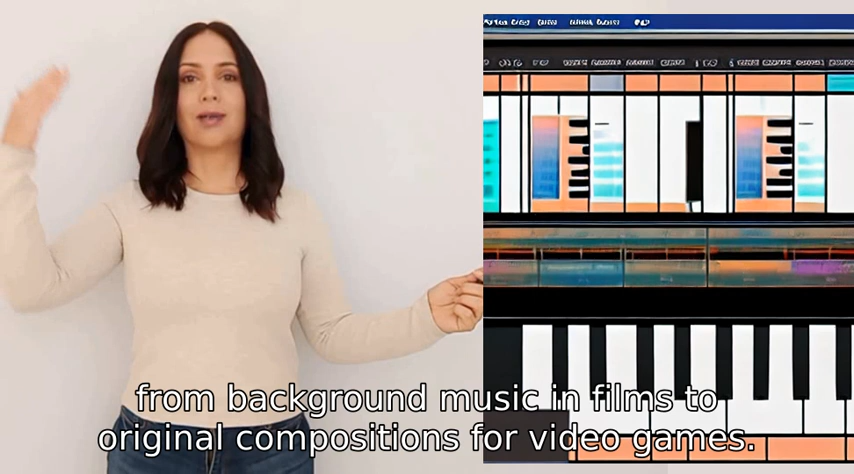 from background music in films to
original compositions for video games.